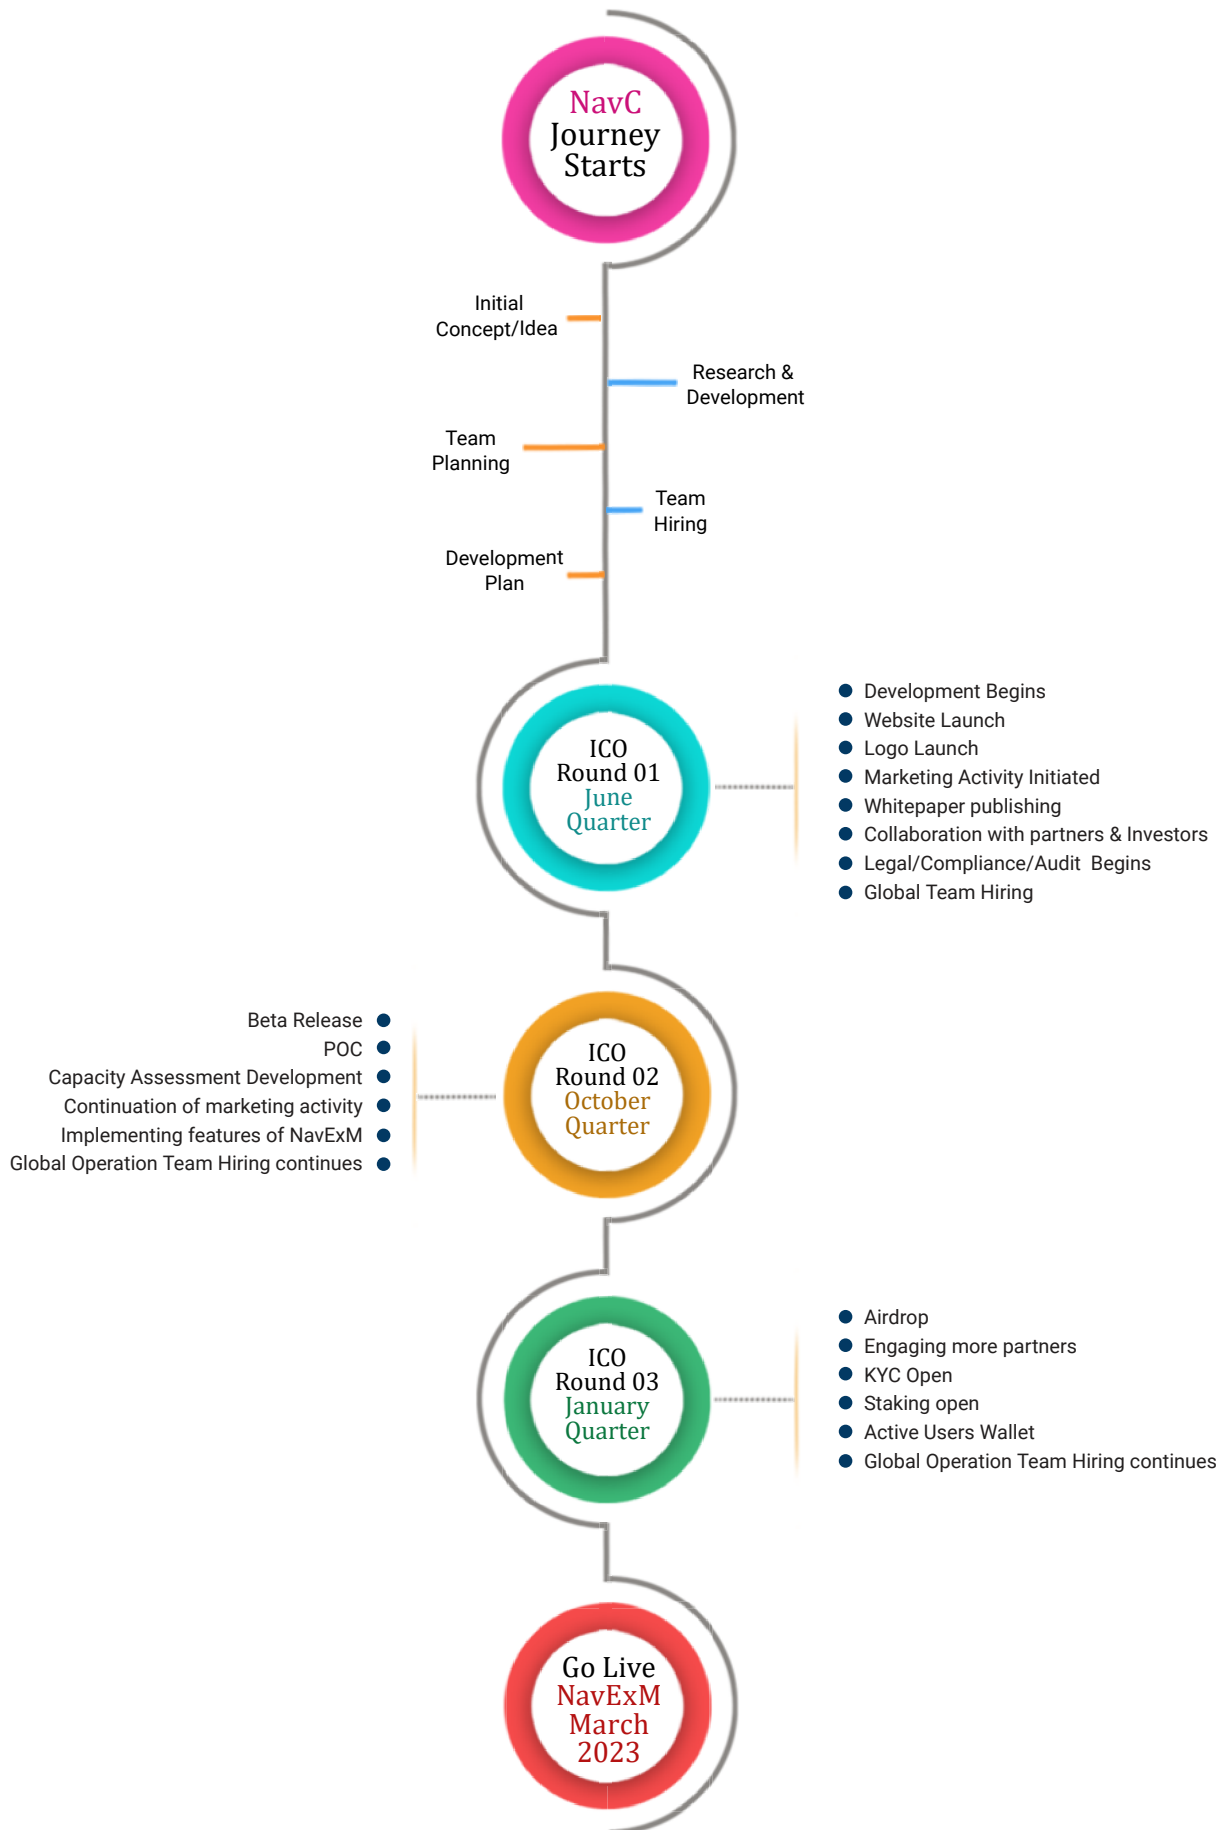 NavC
Journey
Starts
Initial
Concept/Idea
Research &
Development
Team
Planning
Team
Hiring
Development
Plan
ICO
Round 01
June
Quarter
Development Begins
Website Launch
Logo Launch
Marketing Activity Initiated
Whitepaper publishing
Collaboration with partners & Investors
Legal/Compliance/Audit Begins
Global Team Hiring
Beta Release
POC
Capacity Assessment Development
Continuation of marketing activity
Implementing features of NavExM
Global Operation Team Hiring continues
ICO
Round 02
October
Quarter
ICO
Round 03
January
Quarter
Airdrop
Engaging more partners
KYC Open
Staking open
Active Users Wallet
Global Operation Team Hiring continues
Go Live
NavExM
March
2023